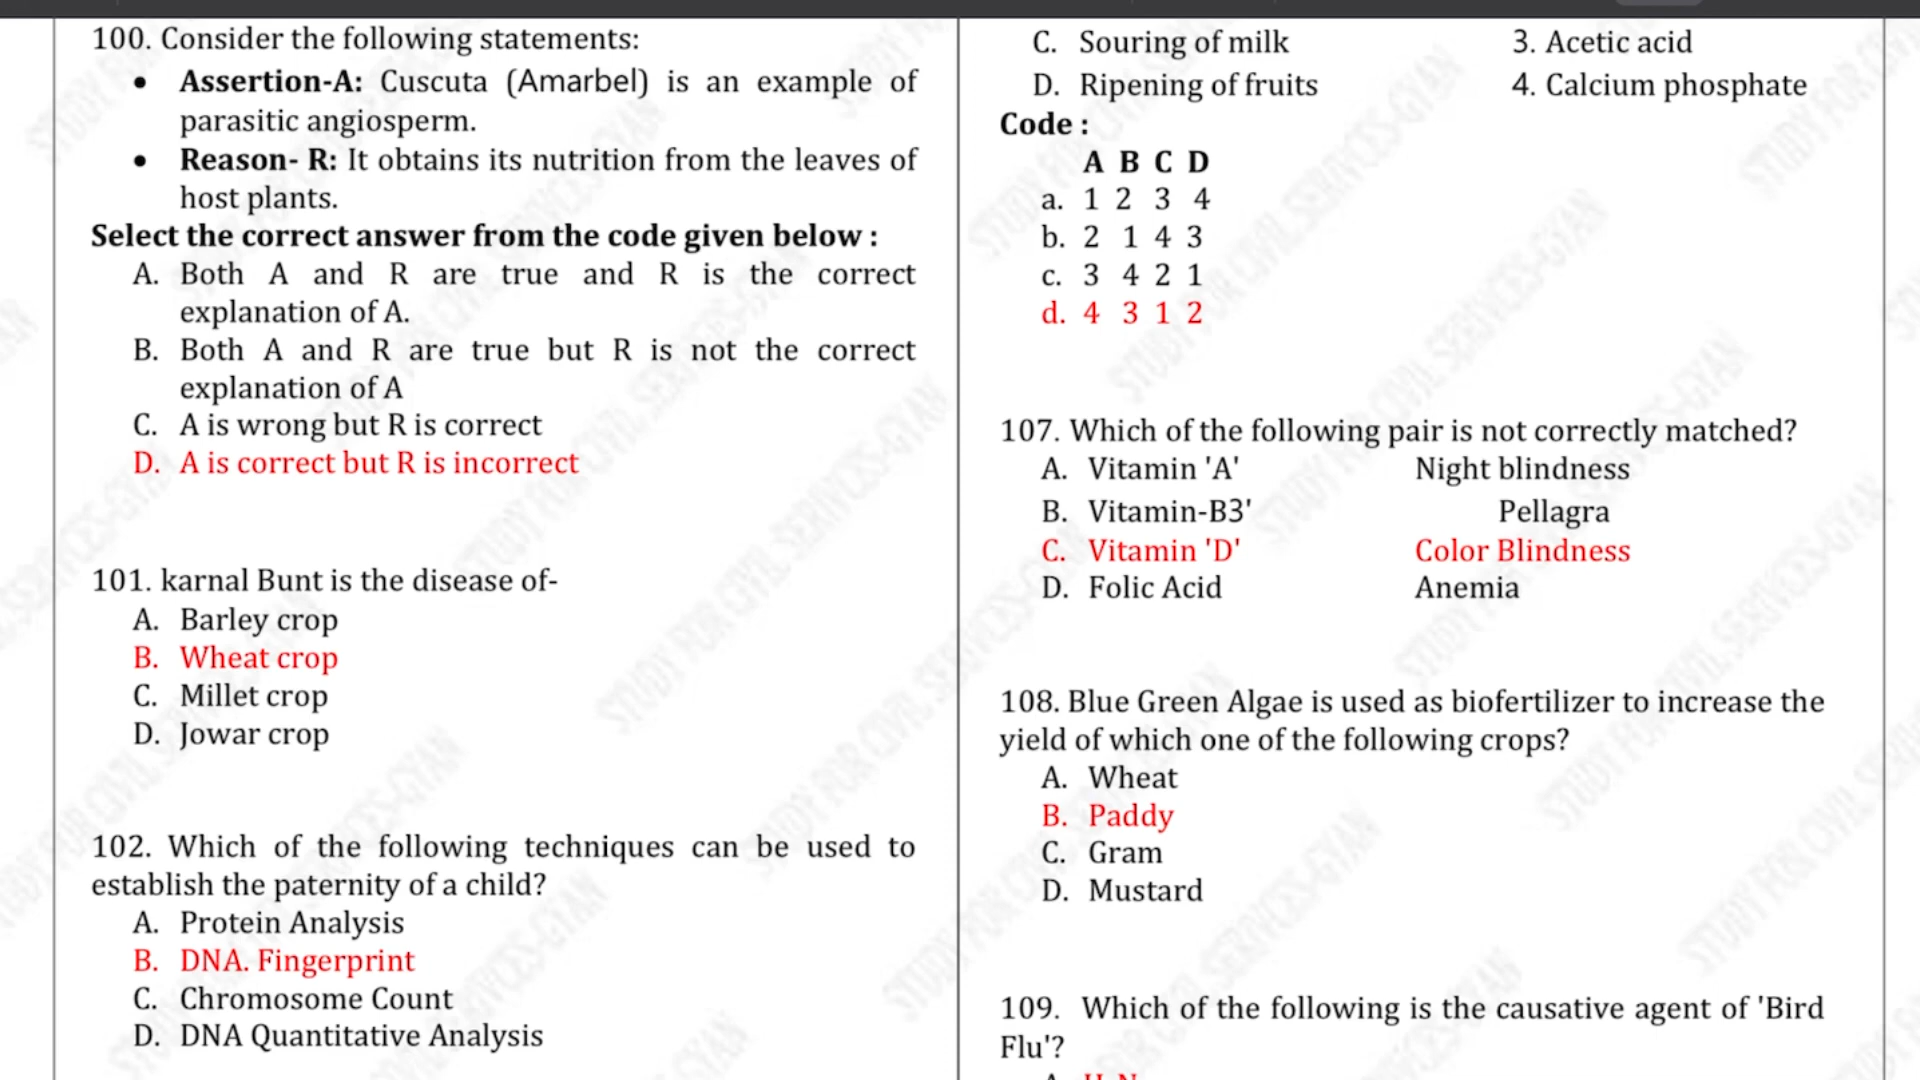 100. Consider the following statements:
• Assertion-A: Cuscuta (Amarbel) is an example of
parasitic angiosperm.
• Reason- R: It obtains its nutrition from the leaves of
host plants.
Select the correct answer from the code given below :
A. Both A and R are true and R is the correct
explanation of A.
B. Both A and R are true but R is not the correct
explanation of A
C. A is wrong but R is correct
D. A is correct but R is incorrect
101. karnal Bunt is the disease of-
A. Barley crop
B. Wheat crop
C. Millet crop
D. Jowar crop
102. Which of the following techniques can be used to
establish the paternity of a child?
A. Protein Analysis
B. DNA. Fingerprint
C. Chromosome Count
D. DNA Quantitative Analysis
C. Souring of milk 3. Acetic acid
D. Ripening of fruits 4. Calcium phosphate
Code :
A B C D
a. 1 2 3 4
b. 2 1 4 3
c. 3 4 2 1
d. 4 3 1 2
107. Which of the following pair is not correctly matched?
A. Vitamin 'A' Night blindness
B. Vitamin-B3' Pellagra
C. Vitamin 'D' Color Blindness
D. Folic Acid Anemia
108. Blue Green Algae is used as biofertilizer to increase the
yield of which one of the following crops?
A. Wheat
B. Paddy
C. Gram
D. Mustard
109. Which of the following is the causative agent of 'Bird
Flu'?